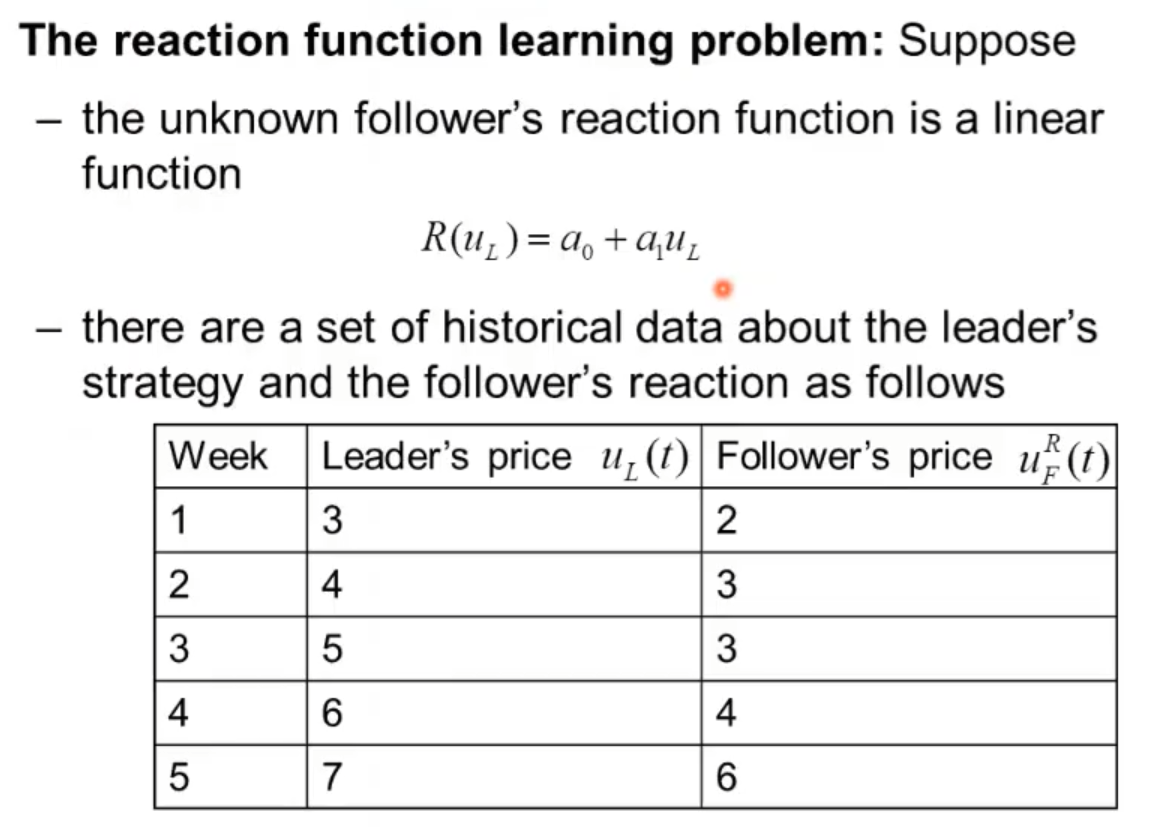 The reaction function learning problem: Suppose
– the unknown follower’s reaction function is a linear
function
R(u_L) = a_0 + a_1u_L
– there are a set of historical data about the leader’s
strategy and the follower’s reaction as follows
Week Leader’s price u_L(t) Follower’s price u_F^R(t)
1 3 2
2 4 3
3 5 3
4 6 4
5 7 6